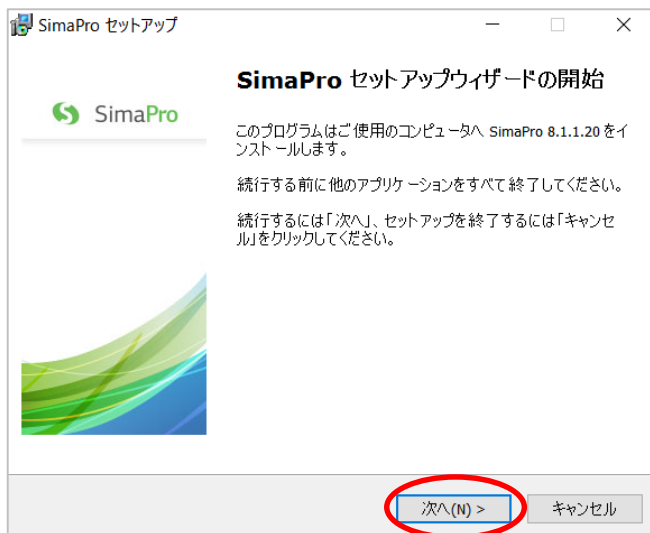 SimaPro セットアップ
SimaPro
SimaPro セットアップウィザードの開始
このプログラムはご使用のコンピュータへ SimaPro 8.1.1.20 をイ
ンストールします。
続行する前に他のアプリケーションをすべて終了してください。
続行するには「次へ」、セットアップを終了するには「キャンセ
ル」をクリックしてください。
次へ(N) >
キャンセル